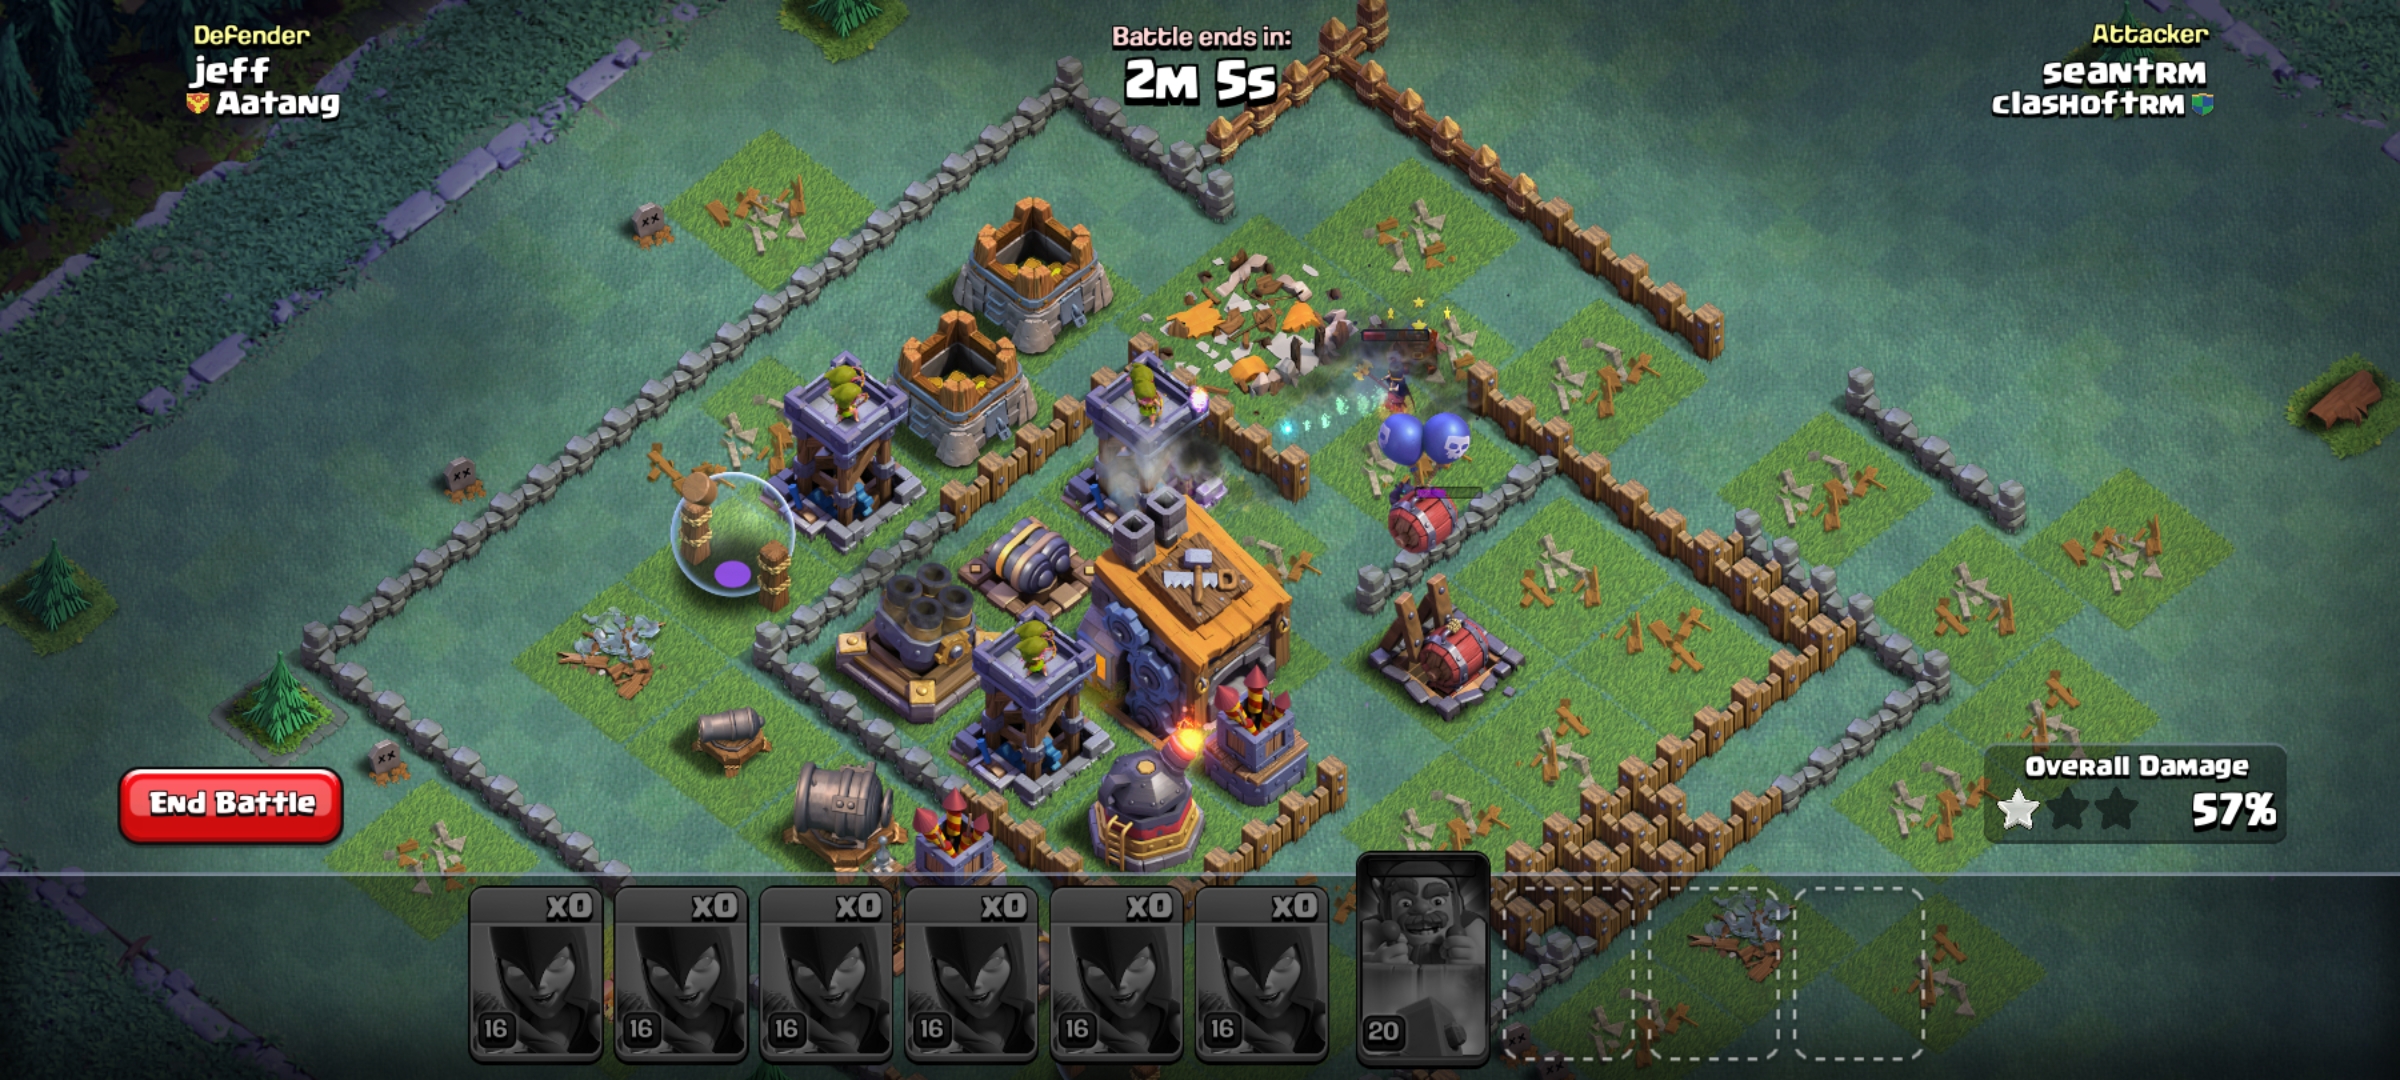 Defender
jeff
Aatang
Battle ends in:
2M 5s
Attacker
seantRM
clashoftRM
End Battle
Overall Damage
57%
x0
x0
x0
x0
x0
x0
16
16
16
16
16
16
20